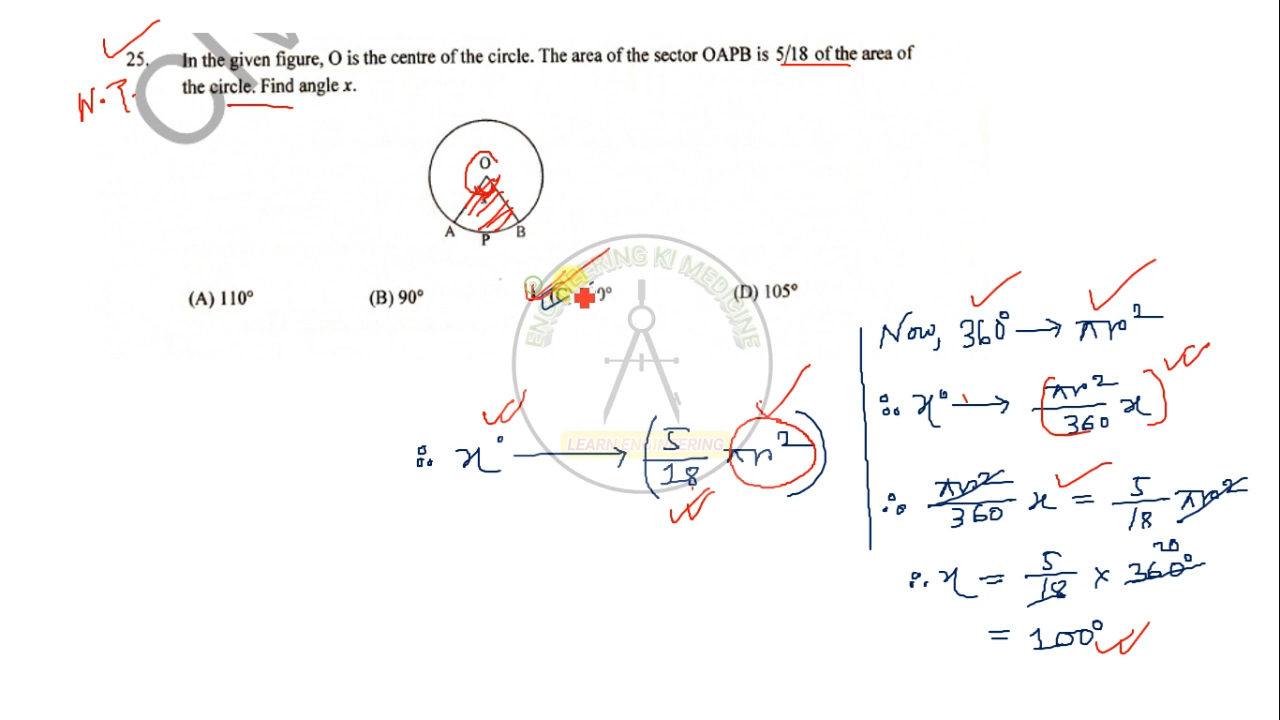 25. In the given figure, O is the centre of the circle. The area of the sector OAPB is 5/18 of the area of
the circle. Find angle x.
O
A P B
(A) 110° (B) 90° (D) 105°
ENGINEERING KI MEDICINE
LEARN ENGINEERING
∴ x° → (5/18 πr²)
Now, 360° → πr²
∴ x° → (πr²/360 x)
∴ πr²/360 x = 5/18 πr²
∴ x = 5/18 × 360° 20
= 100°